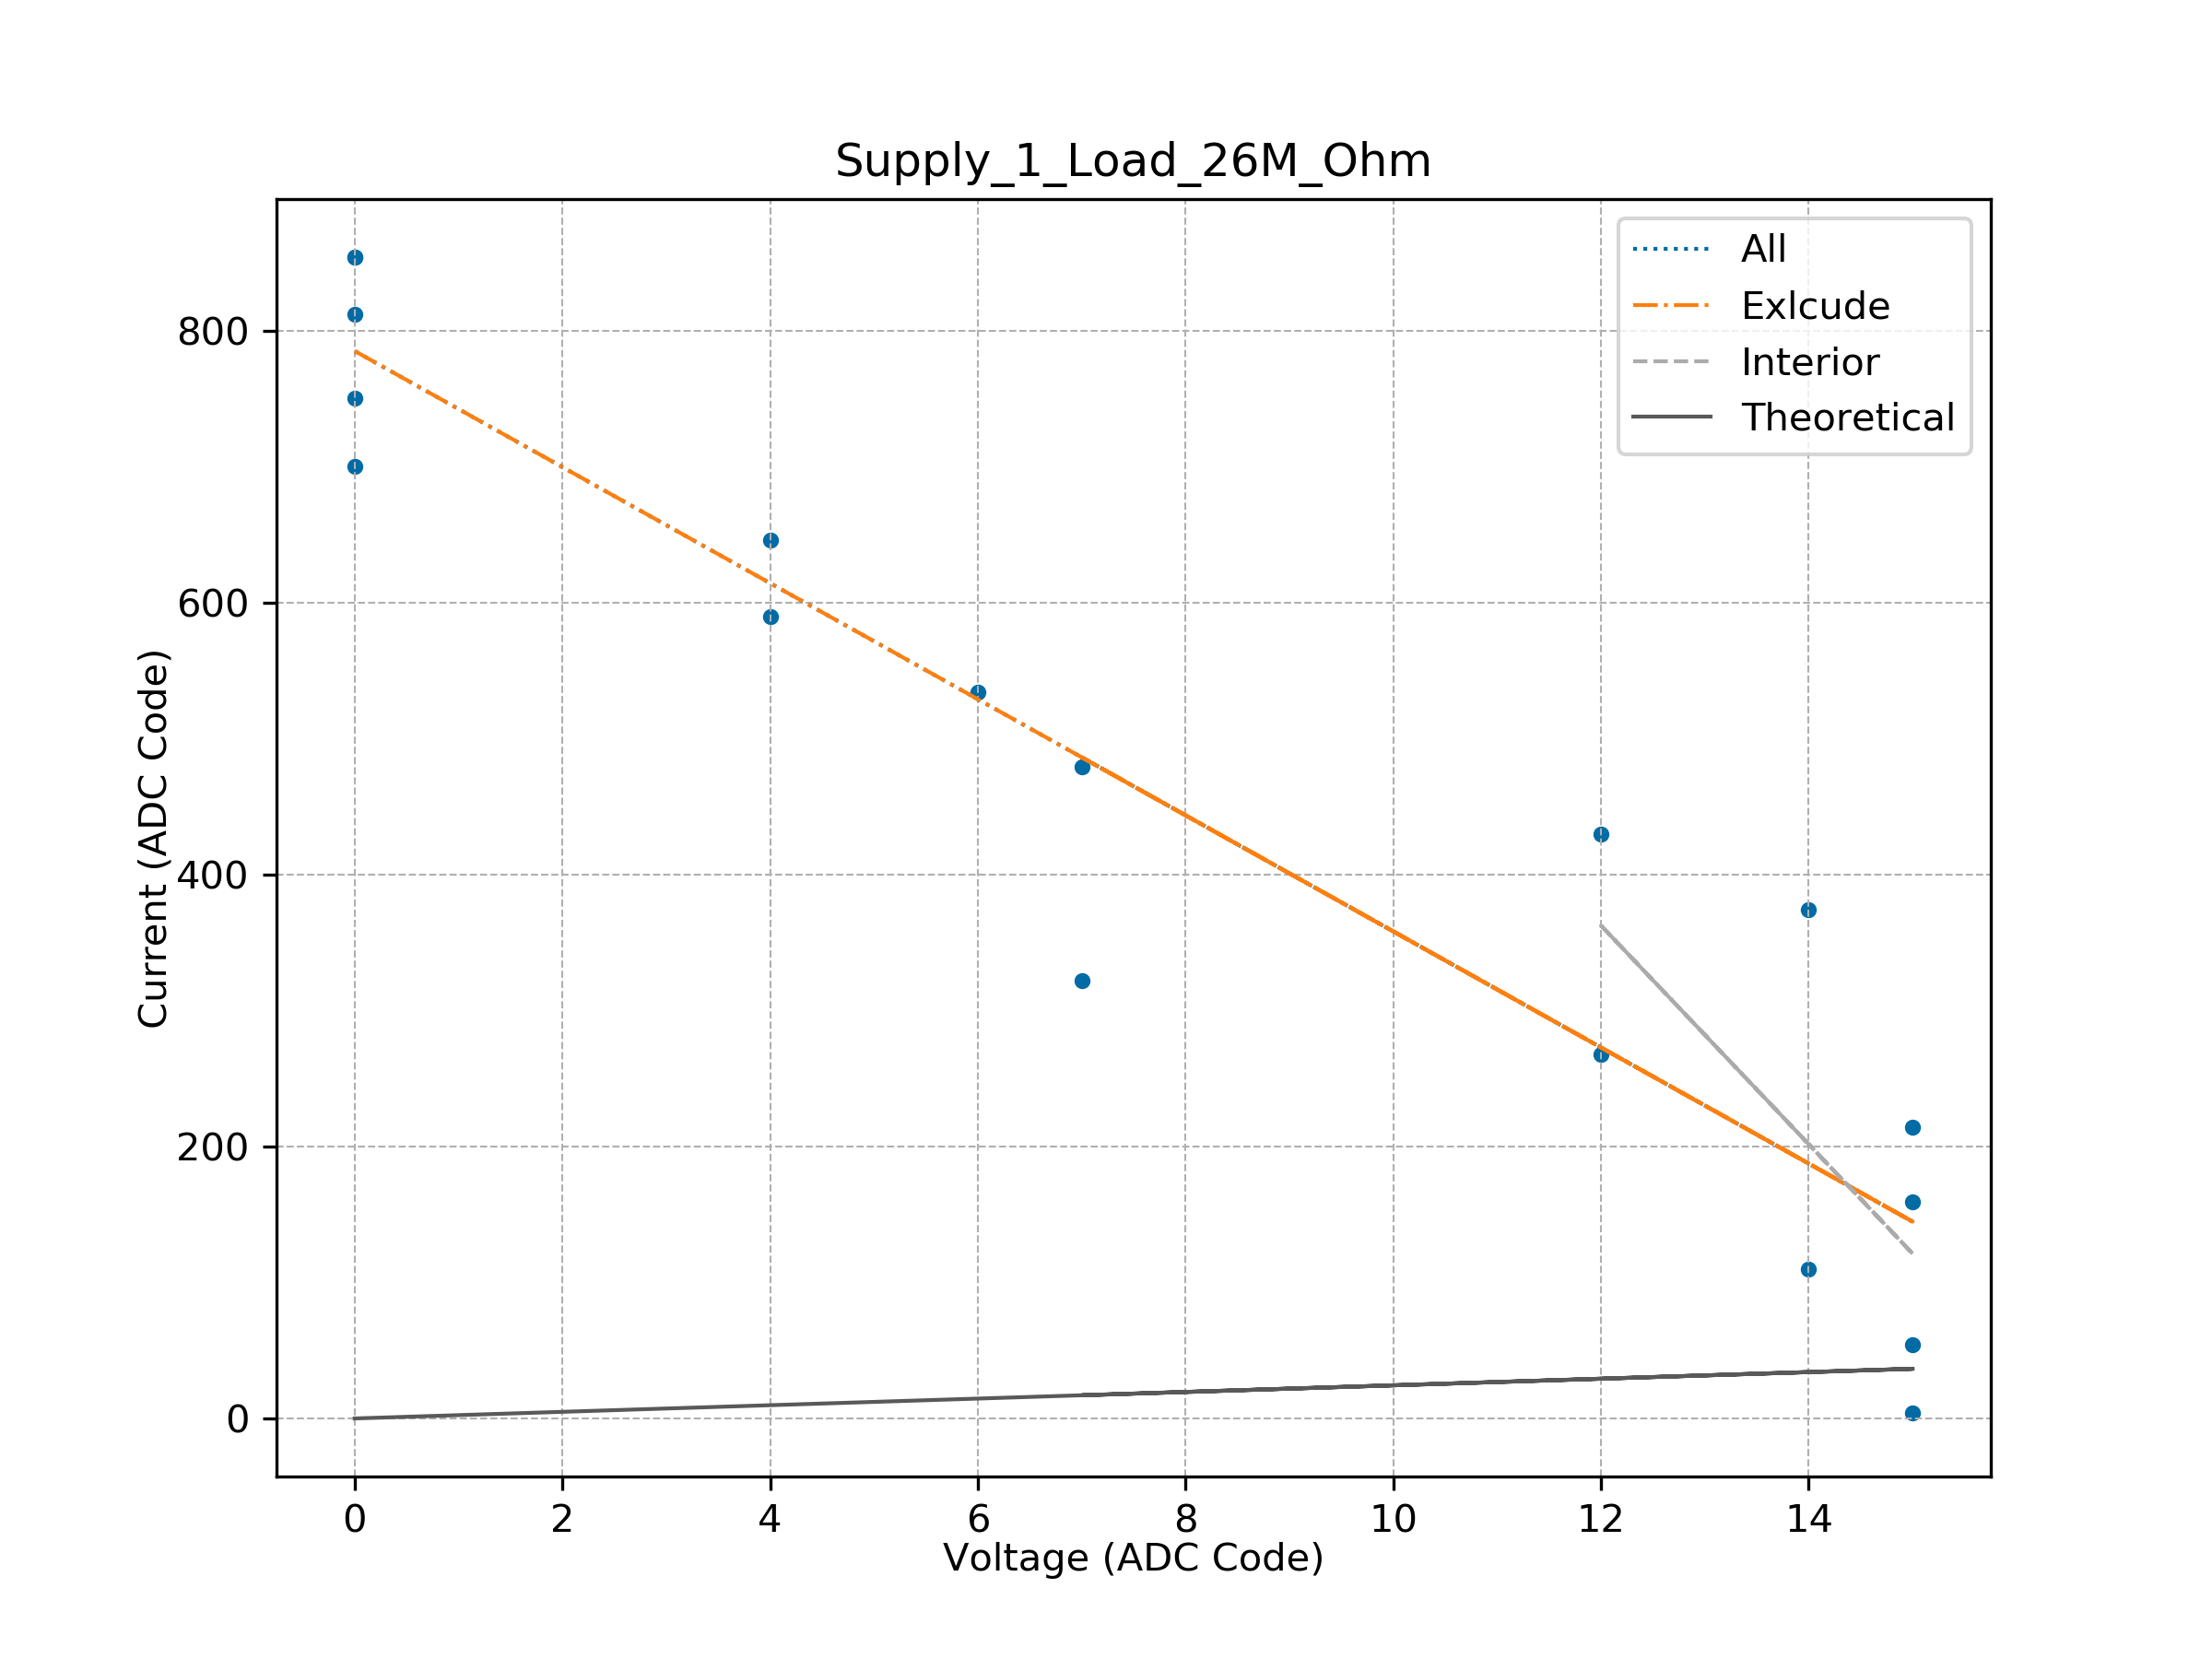 Supply_1_Load_26M_Ohm
All
Exlcude
Interior
Theoretical
Current (ADC Code)
800
600
400
200
0
0 2 4 6 8 10 12 14
Voltage (ADC Code)